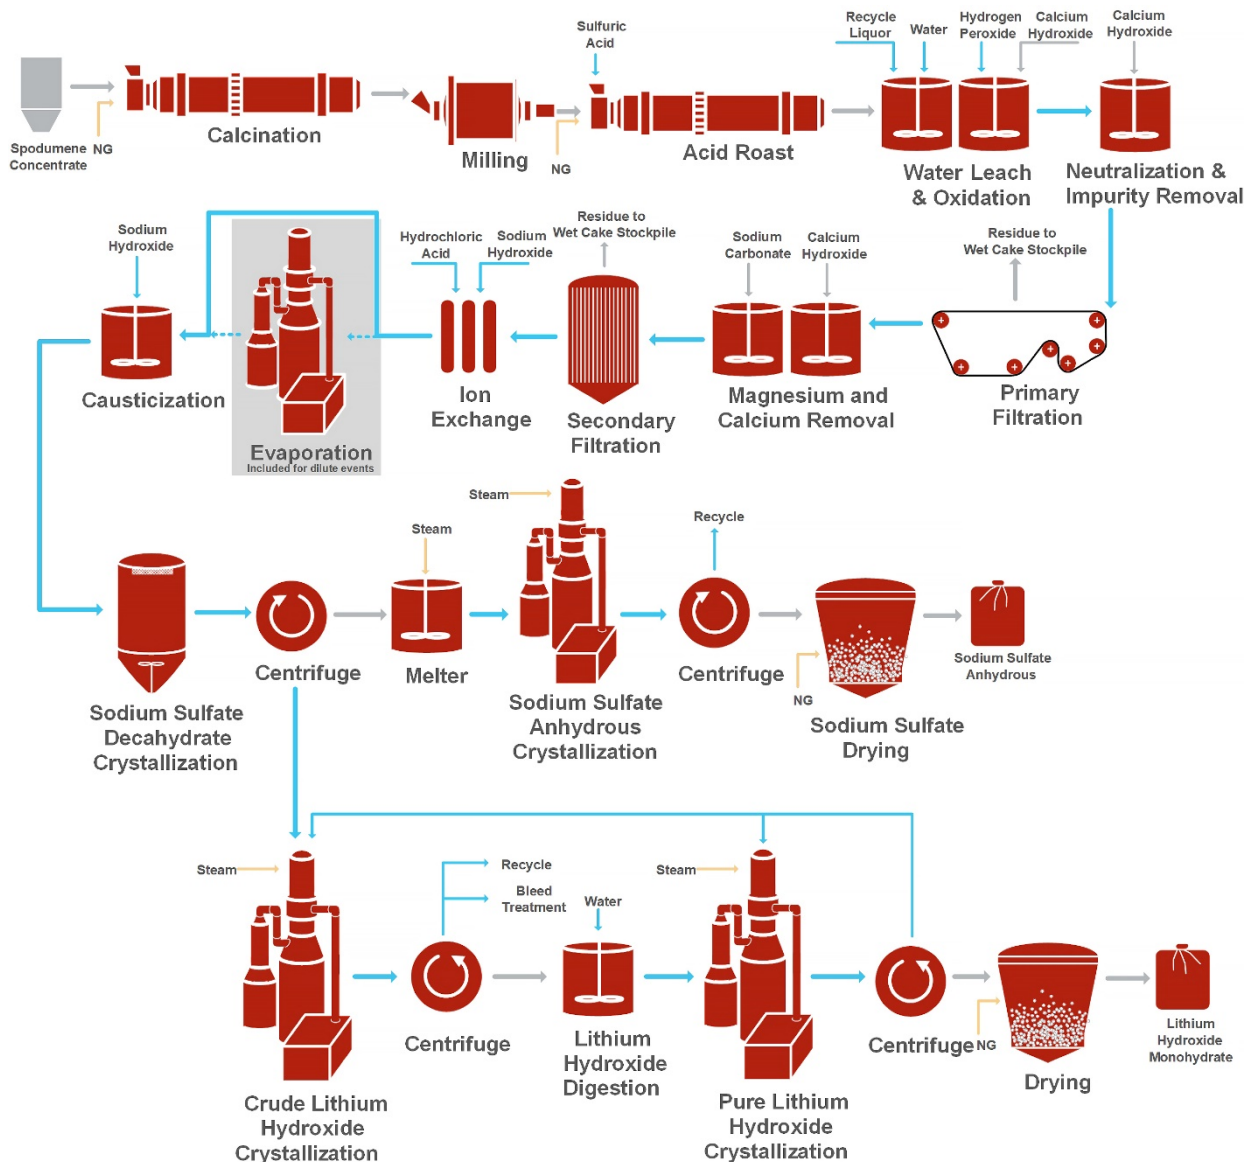 Spodumene
Concentrate
NG
Calcination
Milling
NG
Sulfuric
Acid
Acid Roast
Recycle
Liquor
Water
Hydrogen
Peroxide
Calcium
Hydroxide
Water Leach
& Oxidation
Calcium
Hydroxide
Neutralization &
Impurity Removal
Residue to
Wet Cake Stockpile
Primary
Filtration
Calcium
Hydroxide
Sodium
Carbonate
Magnesium and
Calcium Removal
Residue to
Wet Cake Stockpile
Secondary
Filtration
Sodium
Hydroxide
Hydrochloric
Acid
Ion
Exchange
Evaporation
Included for dilute events
Sodium
Hydroxide
Causticization
Sodium Sulfate
Decahydrate
Crystallization
Centrifuge
Steam
Melter
Steam
Sodium Sulfate
Anhydrous
Crystallization
Recycle
Centrifuge
NG
Sodium Sulfate
Drying
Sodium Sulfate
Anhydrous
Steam
Crude Lithium
Hydroxide
Crystallization
Recycle
Bleed
Treatment
Centrifuge
Water
Lithium
Hydroxide
Digestion
Steam
Pure Lithium
Hydroxide
Crystallization
Centrifuge
NG
Drying
Lithium
Hydroxide
Monohydrate